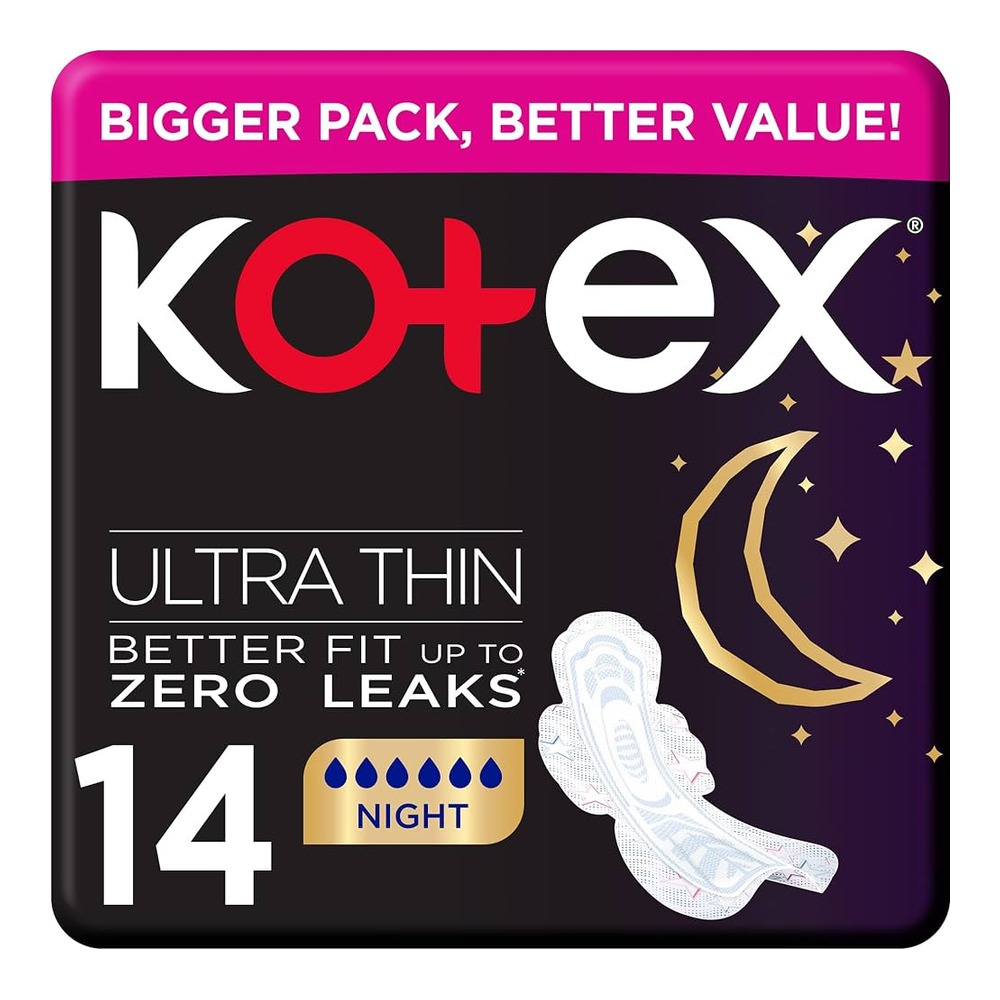 BIGGER PACK, BETTER VALUE!
Kotex®
ULTRA THIN
BETTER FIT UP TO
ZERO LEAKS*
14
NIGHT